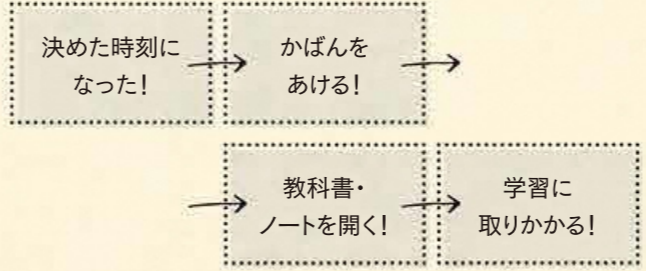 決めた時刻に
なった!
かばんを
あける!
教科書・
ノートを開く!
学習に
取りかかる!